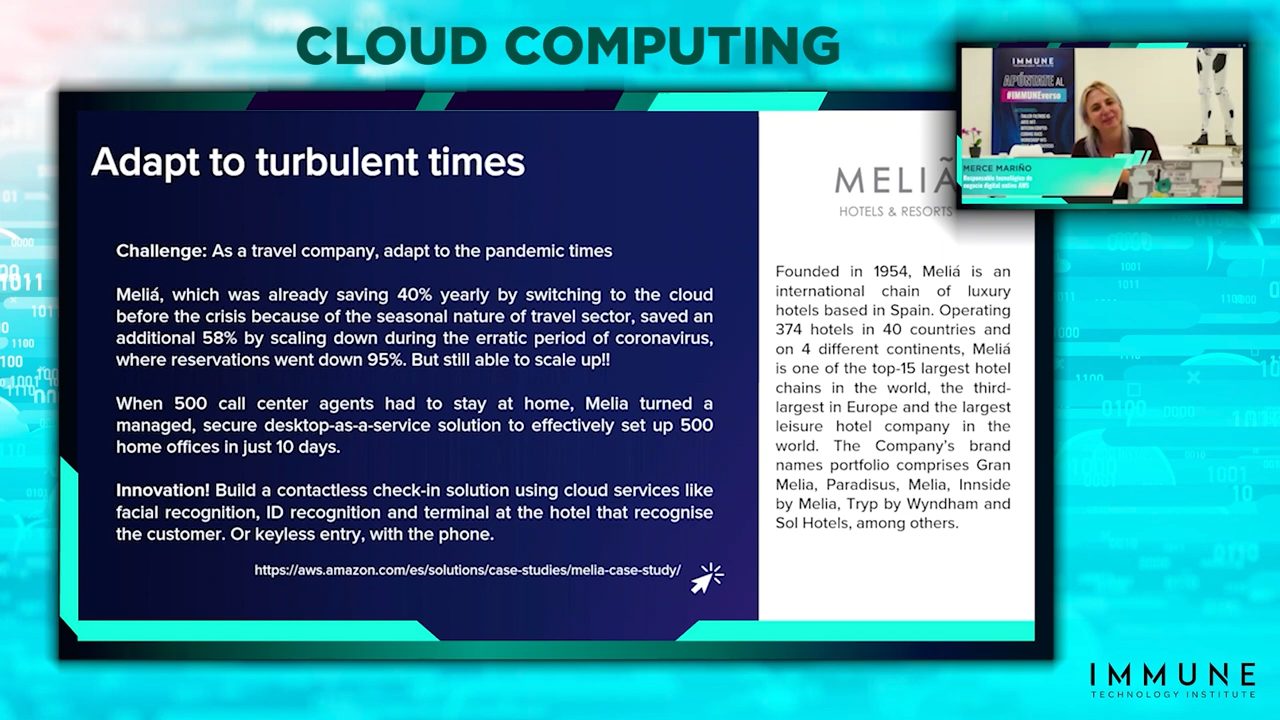 CLOUD COMPUTING
IMMUNE
TECHNOLOGY INSTITUTE
APÚNTATE AL
#IMMUNEverso
MERCE MARIÑO
Responsable tecnológica de
negocio digital nativo AWS
Adapt to turbulent times
Challenge: As a travel company, adapt to the pandemic times
Meliá, which was already saving 40% yearly by switching to the cloud
before the crisis because of the seasonal nature of travel sector, saved an
additional 58% by scaling down during the erratic period of coronavirus,
where reservations went down 95%. But still able to scale up!!
When 500 call center agents had to stay at home, Melia turned a
managed, secure desktop-as-a-service solution to effectively set up 500
home offices in just 10 days.
Innovation! Build a contactless check-in solution using cloud services like
facial recognition, ID recognition and terminal at the hotel that recognise
the customer. Or keyless entry, with the phone.
https://aws.amazon.com/es/solutions/case-studies/melia-case-study/
MELIÃ
HOTELS & RESORTS
Founded in 1954, Meliá is an
international chain of luxury
hotels based in Spain. Operating
374 hotels in 40 countries and
on 4 different continents, Meliá
is one of the top-15 largest hotel
chains in the world, the third-
largest in Europe and the largest
leisure hotel company in the
world. The Company's brand
names portfolio comprises Gran
Melia, Paradisus, Melia, Innside
by Melia, Tryp by Wyndham and
Sol Hotels, among others.
IMMUNE
TECHNOLOGY INSTITUTE